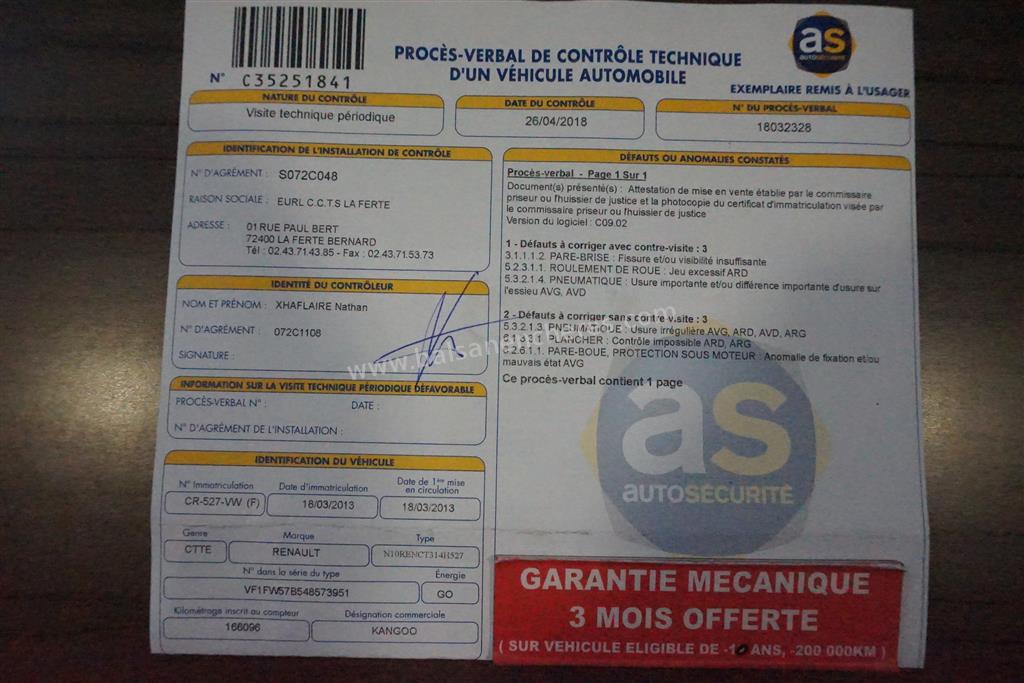 N° C35251841
PROCÈS-VERBAL DE CONTRÔLE TECHNIQUE
D'UN VÉHICULE AUTOMOBILE
as
AUTOSÉCURITÉ
EXEMPLAIRE REMIS À L'USAGER
NATURE DU CONTRÔLE
Visite technique périodique
DATE DU CONTRÔLE
26/04/2018
N° DU PROCÈS-VERBAL
18032328
IDENTIFICATION DE L'INSTALLATION DE CONTRÔLE
N° D'AGRÉMENT : S072C048
RAISON SOCIALE : EURL C.C.T.S LA FERTE
ADRESSE : 01 RUE PAUL BERT
72400 LA FERTE BERNARD
Tél : 02.43.71.43.85 - Fax : 02.43.71.53.73
IDENTITÉ DU CONTRÔLEUR
NOM ET PRÉNOM : XHAFLAIRE Nathan
N° D'AGRÉMENT : 072C1108
SIGNATURE :
INFORMATION SUR LA VISITE TECHNIQUE PÉRIODIQUE DÉFAVORABLE
PROCÈS-VERBAL N° : DATE :
N° D'AGRÉMENT DE L'INSTALLATION :
IDENTIFICATION DU VÉHICULE
N° Immatriculation Date d'immatriculation Date de 1ère mise
en circulation
CR-527-VW (F) 18/03/2013 18/03/2013
Genre Marque Type
CTTE RENAULT N10RENCT314H527
N° dans la série du type Énergie
VF1FW57B548573951 GO
Kilométrage inscrit au compteur Désignation commerciale
166096 KANGOO
DÉFAUTS OU ANOMALIES CONSTATÉS
Procès-verbal - Page 1 Sur 1
Document(s) présenté(s) : Attestation de mise en vente établie par le commissaire
priseur ou l'huissier de justice et la photocopie du certificat d'immatriculation visée par
le commissaire priseur ou l'huissier de justice
Version du logiciel : C09.02
1 - Défauts à corriger avec contre-visite : 3
3.1.1.1.2. PARE-BRISE : Fissure et/ou visibilité insuffisante
5.2.3.1.1. ROULEMENT DE ROUE : Jeu excessif ARD
5.3.2.1.4. PNEUMATIQUE : Usure importante et/ou différence importante d'usure sur
l'essieu AVG, AVD
2 - Défauts à corriger sans contre visite : 3
5.3.2.1.3. PNEUMATIQUE : Usure irrégulière AVG, ARD, AVD, ARG
6.1.3.3.1. PLANCHER : Contrôle impossible ARD, ARG
6.2.6.1.1. PARE-BOUE, PROTECTION SOUS MOTEUR : Anomalie de fixation et/ou
mauvais état AVG
Ce procès-verbal contient 1 page
as
AUTOSÉCURITÉ
GARANTIE MECANIQUE
3 MOIS OFFERTE
( SUR VEHICULE ELIGIBLE DE -10 ANS, -200 000KM )